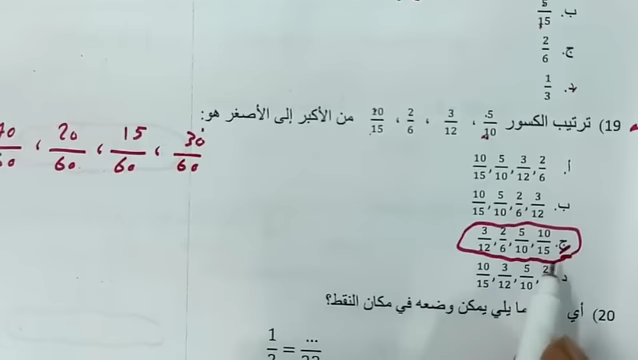 ب. 5/15
ج. 2/6
د. 1/3
19) ترتيب الكسور 5/10 ، 3/12 ، 2/6 ، 10/15 من الأكبر إلى الأصغر هو:
30/60 ، 15/60 ، 20/60 ،
أ. 2/6, 3/12, 5/10, 10/15
ب. 3/12, 2/6, 5/10, 10/15
ج. 10/15, 5/10, 2/6, 3/12
د. 5/10, 3/12, 10/15
20) أي ما يلي يمكن وضعه في مكان النقط؟
1/2 = ...